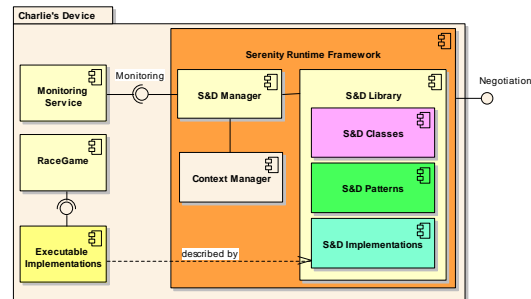 Charlie's Device
Serenity Runtime Framework
Monitoring
Service
Monitoring
S&D Manager
S&D Library
Negotiation
S&D Classes
RaceGame
Context Manager
S&D Patterns
Executable
Implementations
described by
S&D Implementations